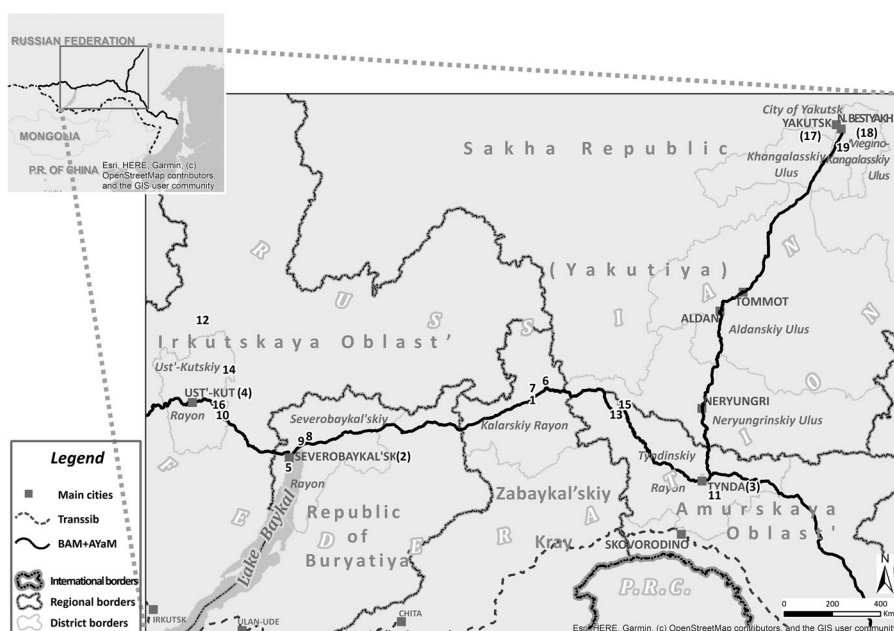 RUSSIAN FEDERATION
MONGOLIA
P.R. OF CHINA
Esri, HERE, Garmin, (c)
OpenStreetMap contributors,
and the GIS user community
City of Yakutsk
YAKUTSK
N.BESTYAKH
(17)
(18)
19
Megino-
Kangalasskiy
Ulus
Khangalasskiy
Ulus
Sakha Republic
(Yakutiya)
RUSSIAN
FEDERATION
TOMMOT
ALDAN
Aldanskiy Ulus
12
Irkutskaya Oblast'
Ust'-Kutskiy
14
UST'-KUT (4)
Rayon
16
10
7
6
1
15
13
NERYUNGRI
Neryungrinskiy Ulus
Severobaykal'skiy
Kalarskiy Rayon
9
8
SEVEROBAYKAL'SK(2)
5
Rayon
Tyndinskiy
Rayon
TYNDA(3)
11
Lake Baykal
Republic
of
Buryatiya
Zabaykal'skiy
Kray
Amurskaya
Oblast'
SKOVORODINO
P.R.C.
IRKUTSK
ULAN-UDE
CHITA
Legend
Main cities
Transsib
BAM+AYaM
International borders
Regional borders
District borders
N
0 200 400
Km
Esri, HERE, Garmin, (c) OpenStreetMap contributors, and the GIS user community